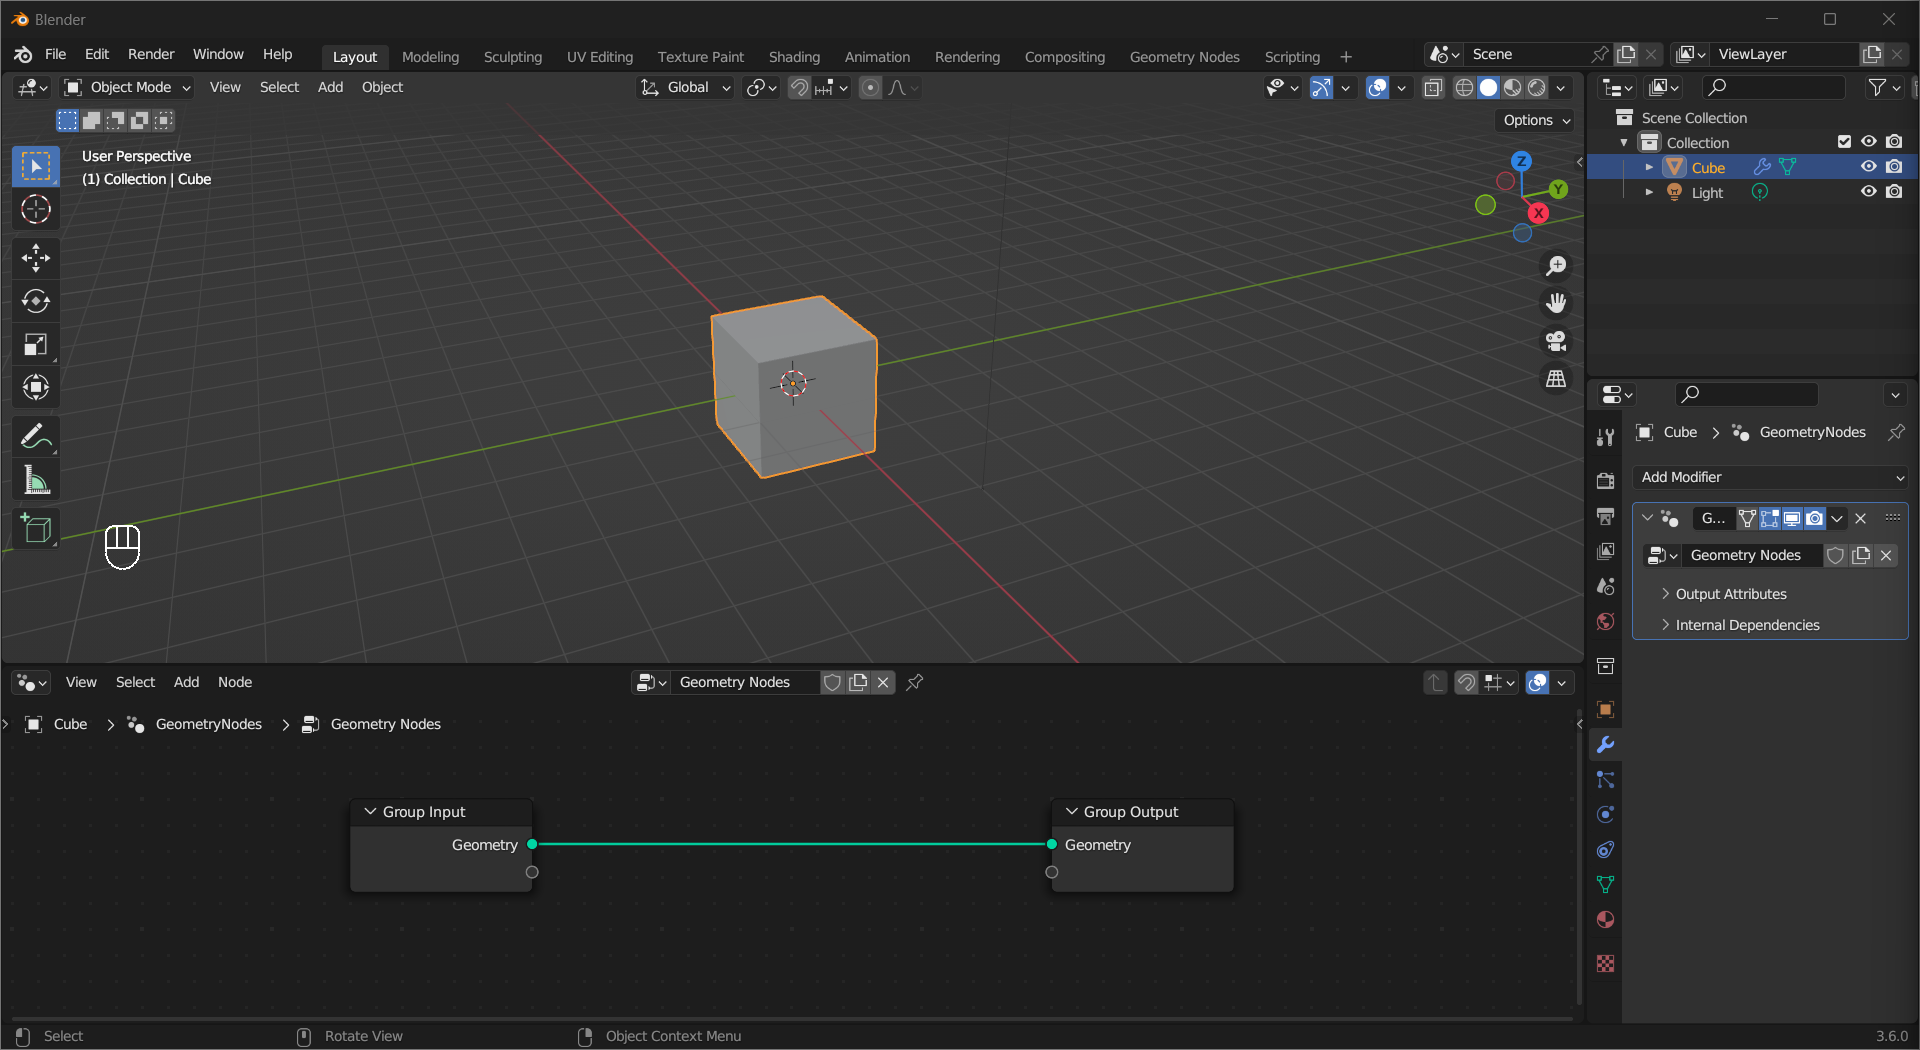 Blender
File Edit Render Window Help Layout Modeling Sculpting UV Editing Texture Paint Shading Animation Rendering Compositing Geometry Nodes Scripting + Scene ViewLayer
Object Mode View Select Add Object Global
Options
User Perspective
(1) Collection | Cube
Z
Y
X
Scene Collection
Collection
Cube
Light
Cube > GeometryNodes
Add Modifier
G...
Geometry Nodes
Output Attributes
Internal Dependencies
View Select Add Node Geometry Nodes
Cube > GeometryNodes > Geometry Nodes
Group Input
Geometry
Group Output
Geometry
Select Rotate View Object Context Menu 3.6.0